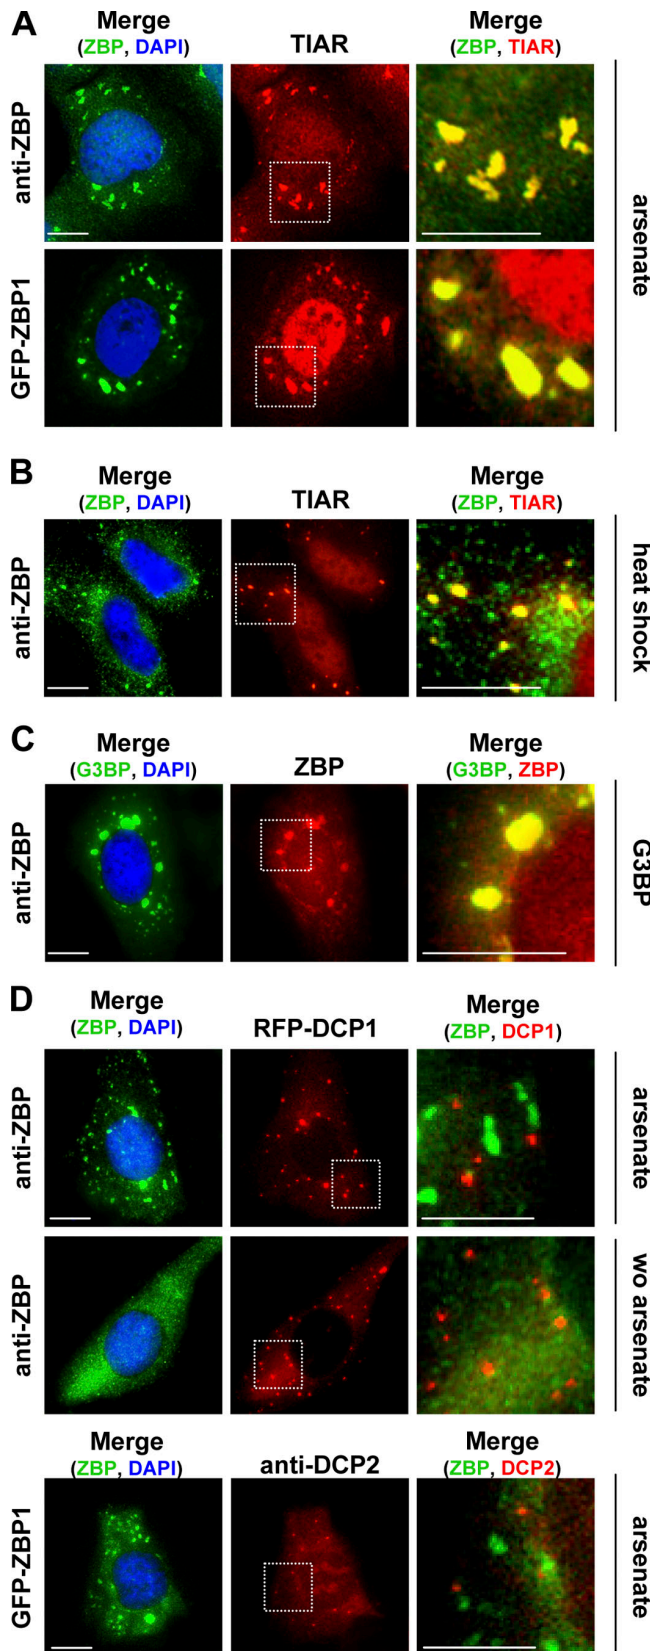 A
Merge
(ZBP, DAPI)
TIAR
Merge
(ZBP, TIAR)
anti-ZBP
GFP-ZBP1
arsenate
B
Merge
(ZBP, DAPI)
TIAR
Merge
(ZBP, TIAR)
anti-ZBP
heat shock
C
Merge
(G3BP, DAPI)
ZBP
Merge
(G3BP, ZBP)
anti-ZBP
G3BP
D
Merge
(ZBP, DAPI)
RFP-DCP1
Merge
(ZBP, DCP1)
anti-ZBP
arsenate
anti-ZBP
wo arsenate
Merge
(ZBP, DAPI)
anti-DCP2
Merge
(ZBP, DCP2)
GFP-ZBP1
arsenate